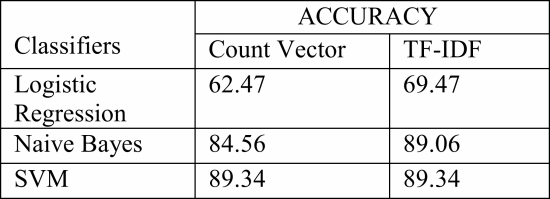 ACCURACY
Classifiers
Count Vector TF-IDF
Logistic 62.47 69.47
Regression
Naive Bayes 84.56 89.06
SVM 89.34 89.34